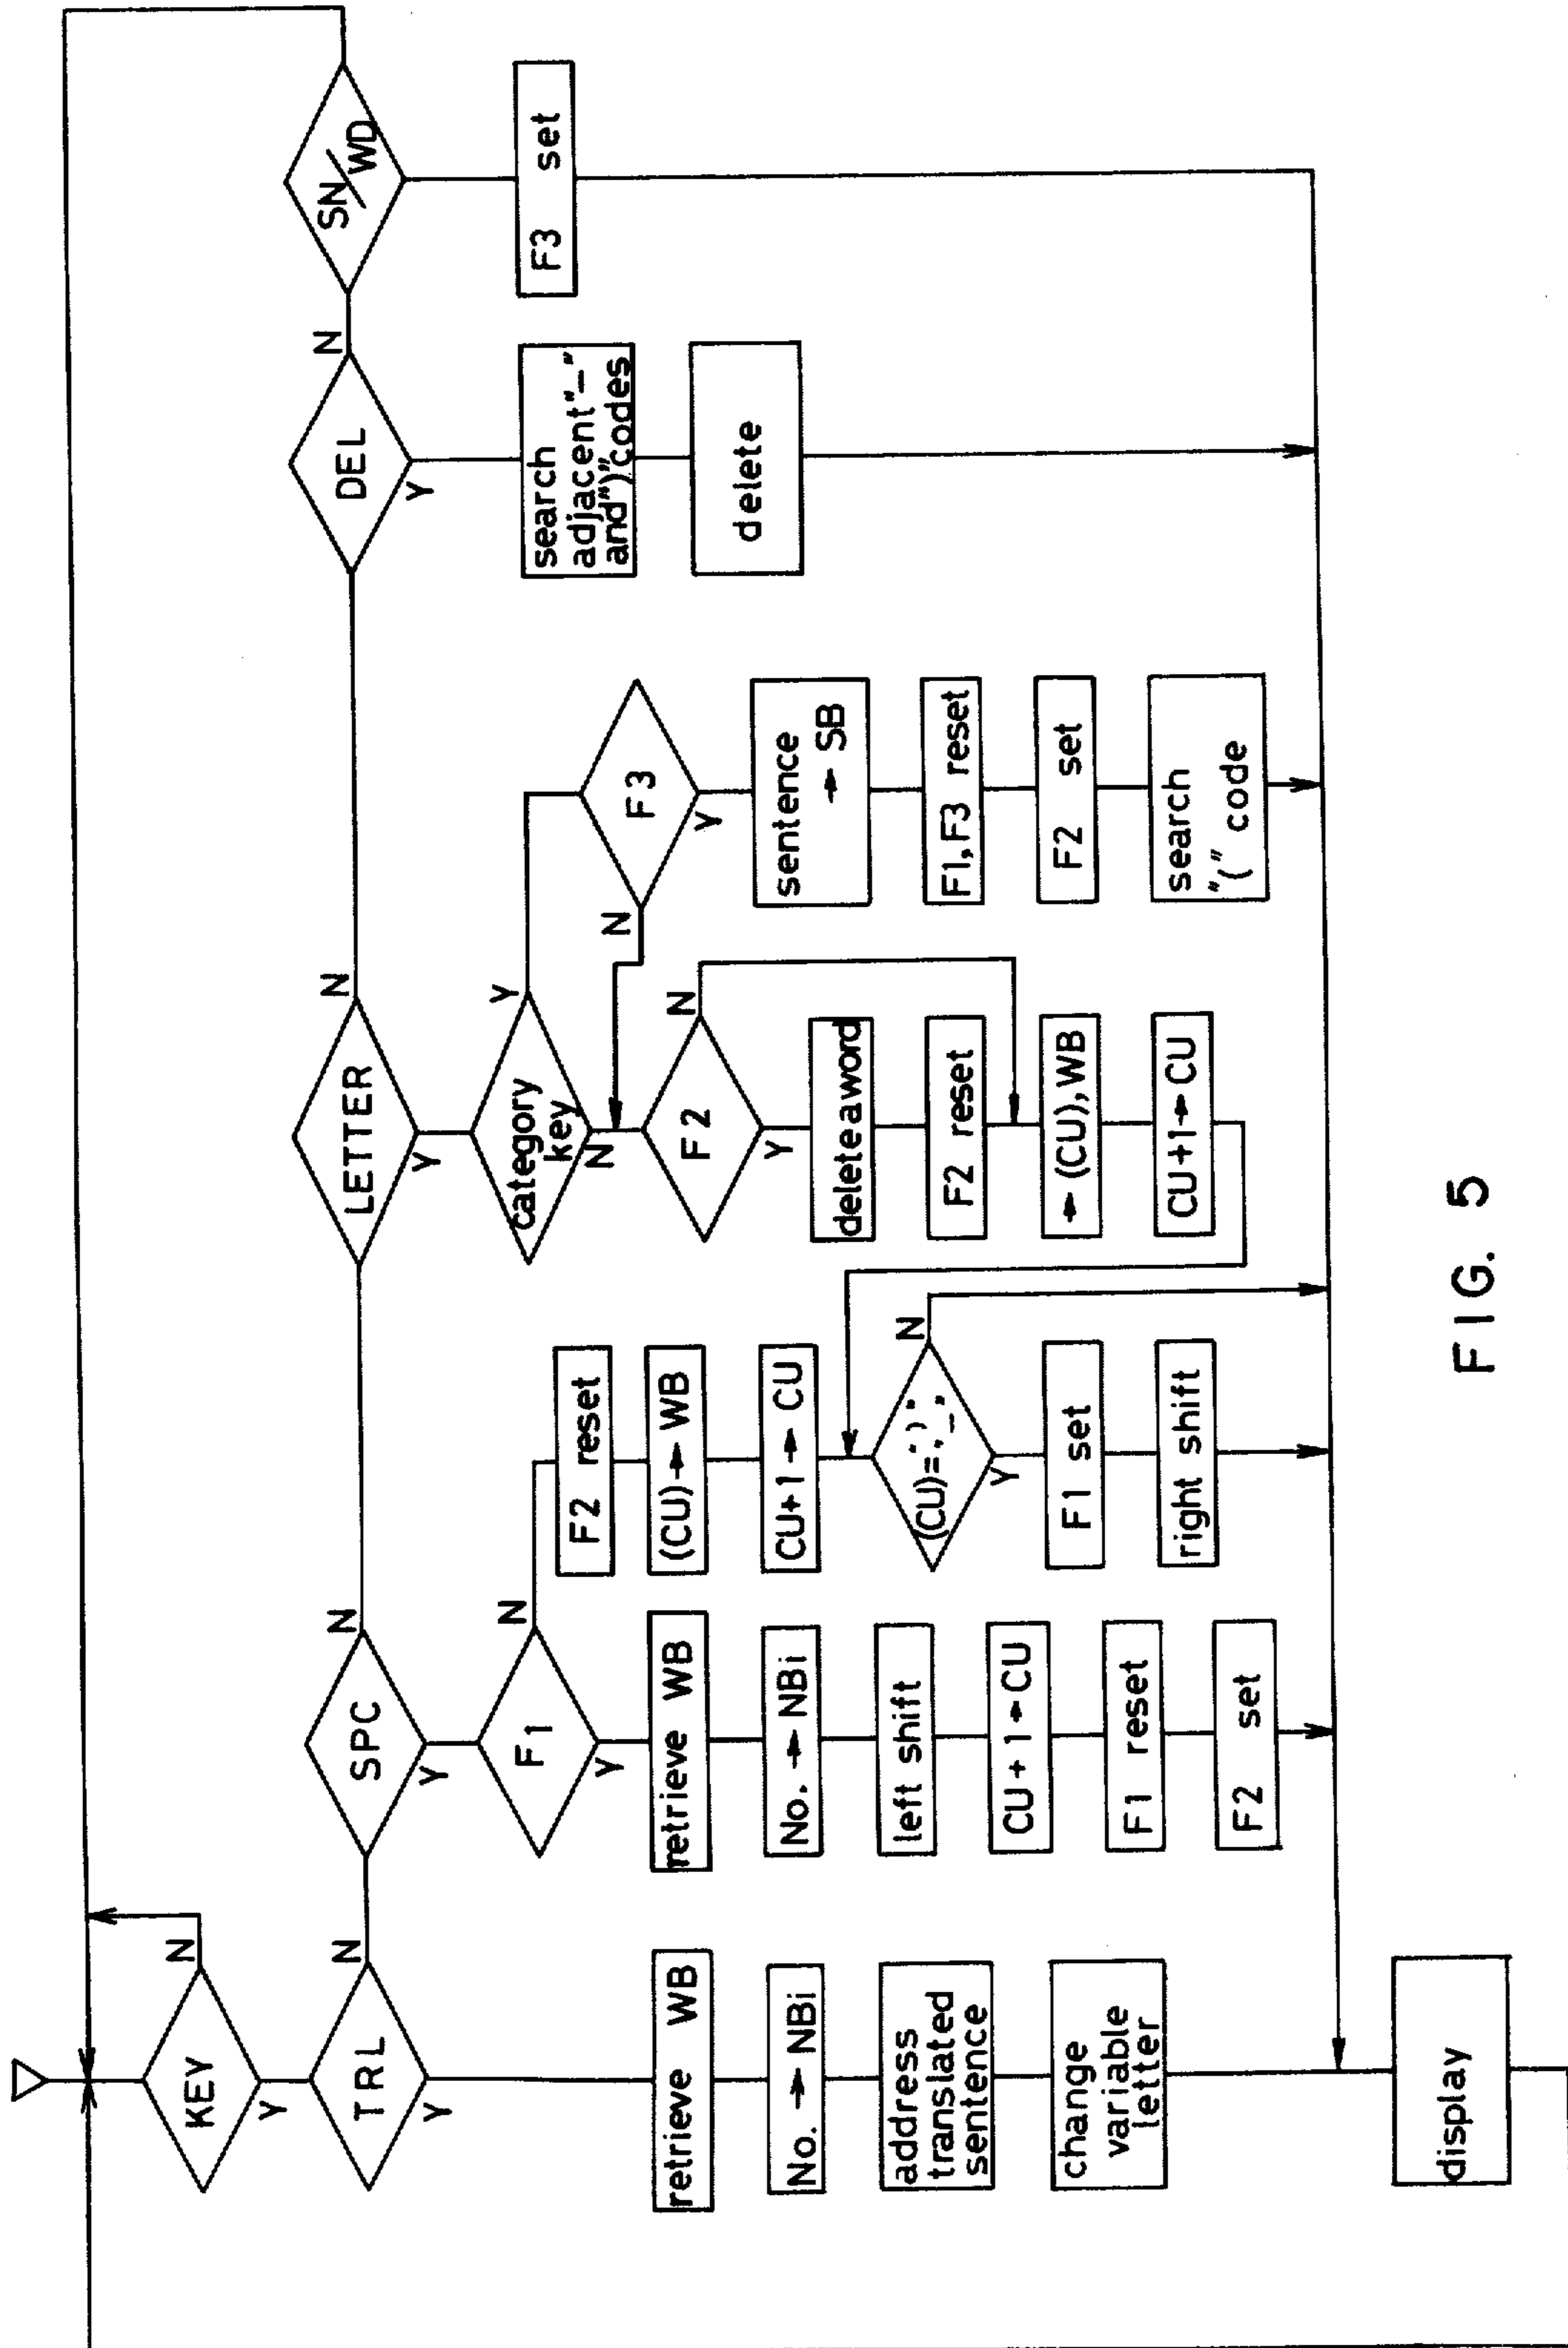 KEY
N
Y
TRL
N
Y
retrieve WB
No. → NBi
address
translated
sentence
change
variable
letter
display
SPC
N
Y
F1
N
Y
retrieve WB
No. → NBi
left shift
CU + 1 → CU
F1 reset
F2 set
F2 reset
(CU) → WB
CU+1 → CU
(CU)=")"
"_"
N
Y
F1 set
right shift
LETTER
N
Y
category
key
Y
N
F2
N
Y
delete a word
F2 reset
→ (CU), WB
CU+1 → CU
F3
N
Y
sentence
→ SB
F1, F3 reset
F2 set
search
"(" code
DEL
N
Y
search
adjacent "_"
and ")" codes
delete
SN/WD
F3 set
FIG. 5